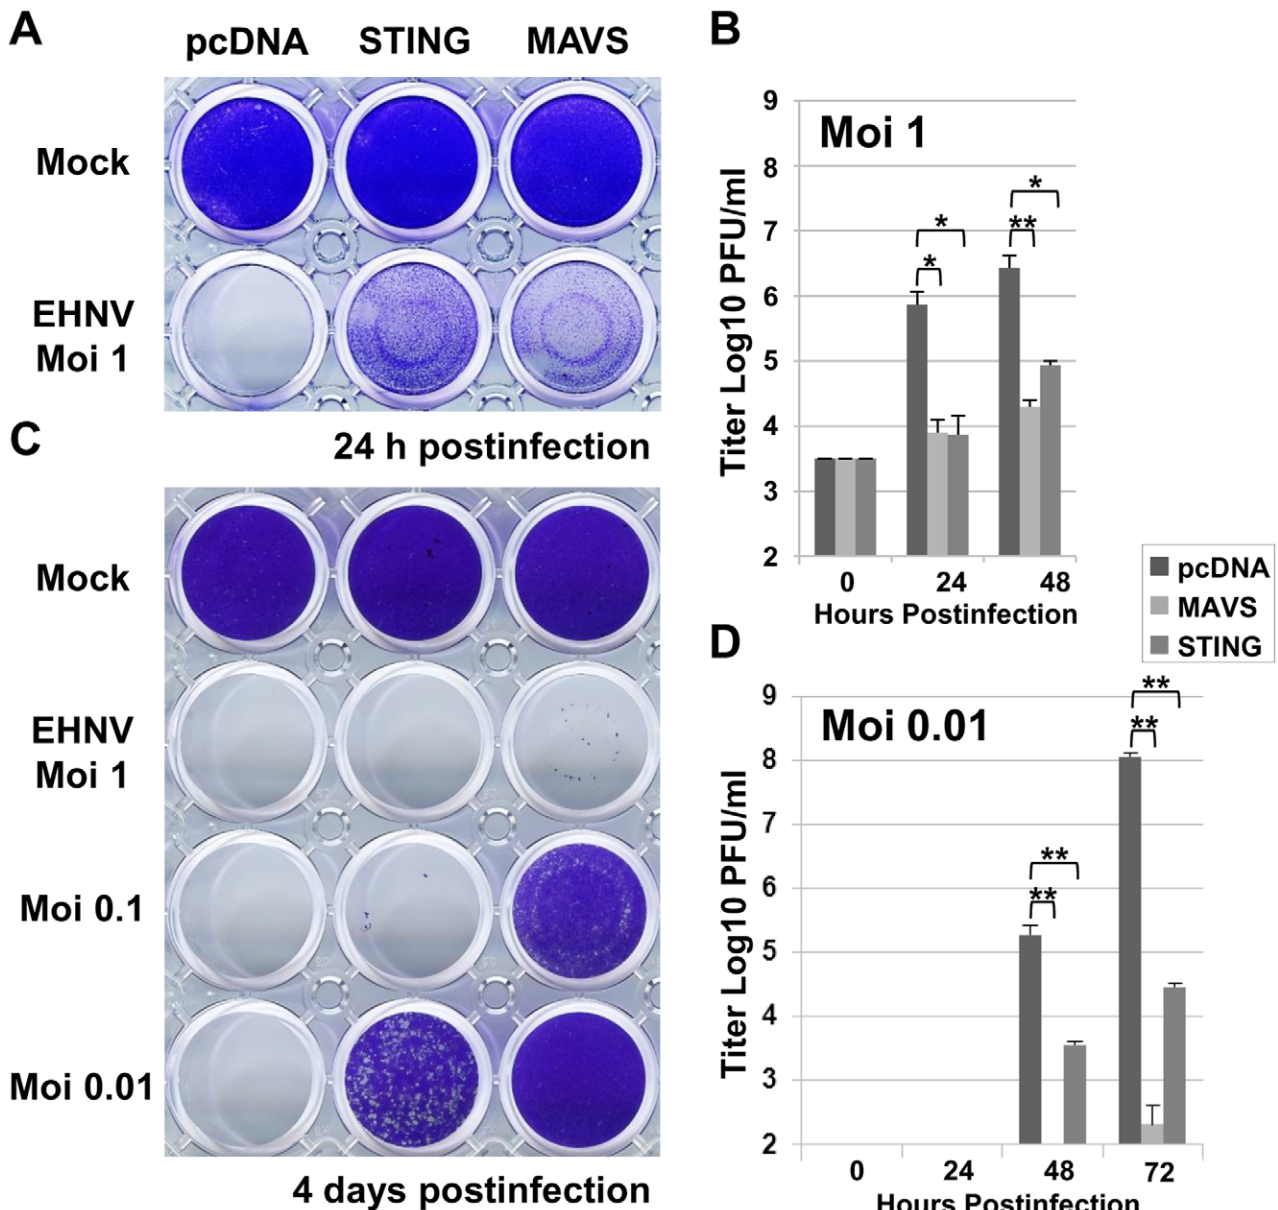 A
pcDNA STING MAVS
Mock
EHNV
Moi 1
24 h postinfection
B
Moi 1
Titer Log10 PFU/ml
9
8
7
6
5
4
3
2
* * ** *
0 24 48
Hours Postinfection
pcDNA
MAVS
STING
C
Mock
EHNV
Moi 1
Moi 0.1
Moi 0.01
4 days postinfection
D
Moi 0.01
Titer Log10 PFU/ml
9
8
7
6
5
4
3
2
** ** ** **
0 24 48 72
Hours Postinfection